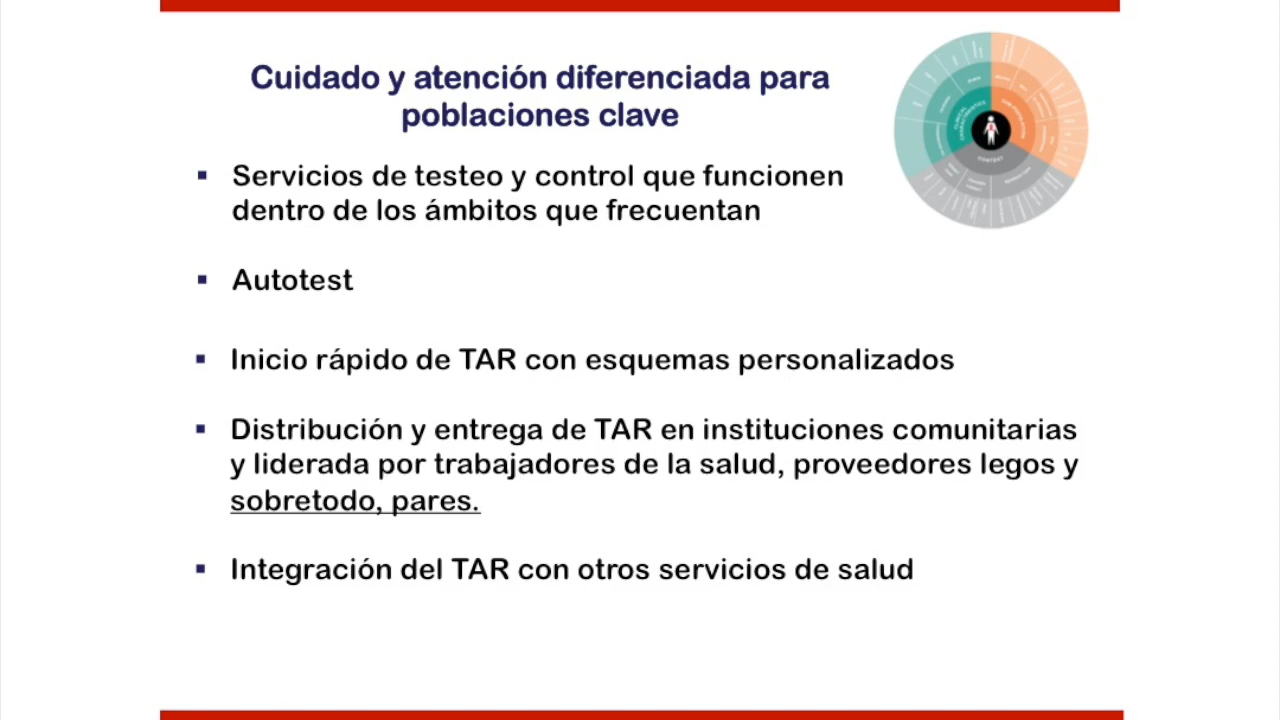 Cuidado y atención diferenciada para
poblaciones clave
▪ Servicios de testeo y control que funcionen
dentro de los ámbitos que frecuentan
▪ Autotest
▪ Inicio rápido de TAR con esquemas personalizados
▪ Distribución y entrega de TAR en instituciones comunitarias
y liderada por trabajadores de la salud, proveedores legos y
sobretodo, pares.
▪ Integración del TAR con otros servicios de salud
CONTEXT